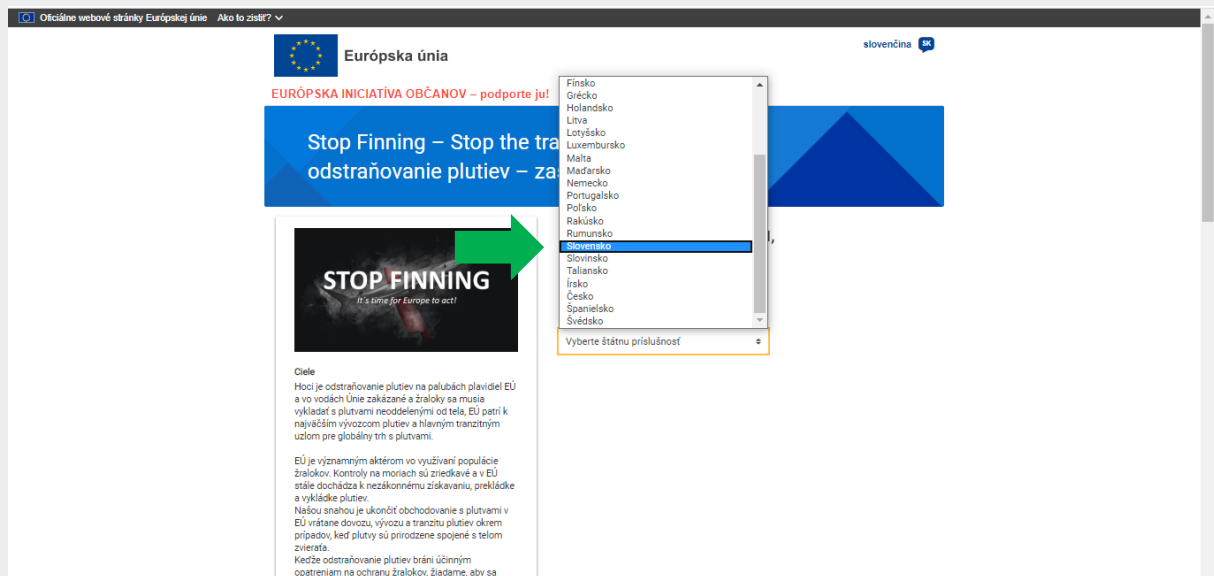 Oficiálne webové stránky Európskej únie Ako to zistiť?
Európska únia
slovenčina SK
EURÓPSKA INICIATÍVA OBČANOV – podporte ju!
Stop Finning – Stop the tra
odstraňovanie plutiev – za
Fínsko
Grécko
Holandsko
Litva
Lotyšsko
Luxembursko
Malta
Maďarsko
Nemecko
Portugalsko
Poľsko
Rakúsko
Rumunsko
Slovensko
Slovinsko
Taliansko
Írsko
Česko
Španielsko
Švédsko
Vyberte štátnu príslušnosť
STOP FINNING
It's time for Europe to act!
Ciele
Hoci je odstraňovanie plutiev na palubách plavidiel EÚ
a vo vodách Únie zakázané a žraloky sa musia
vykladať s plutvami neoddelenými od tela, EÚ patrí k
najväčším vývozcom plutiev a hlavným tranzitným
uzlom pre globálny trh s plutvami.
EÚ je významným aktérom vo využívaní populácie
žralokov. Kontroly na moriach sú zriedkavé a v EÚ
stále dochádza k nezákonnému získavaniu, prekládke
a vykládke plutiev.
Našou snahou je ukončiť obchodovanie s plutvami v
EÚ vrátane dovozu, vývozu a tranzitu plutiev okrem
prípadov, keď plutvy sú prirodzene spojené s telom
zvieraťa.
Keďže odstraňovanie plutiev bráni účinným
opatreniam na ochranu žralokov, žiadame, aby sa